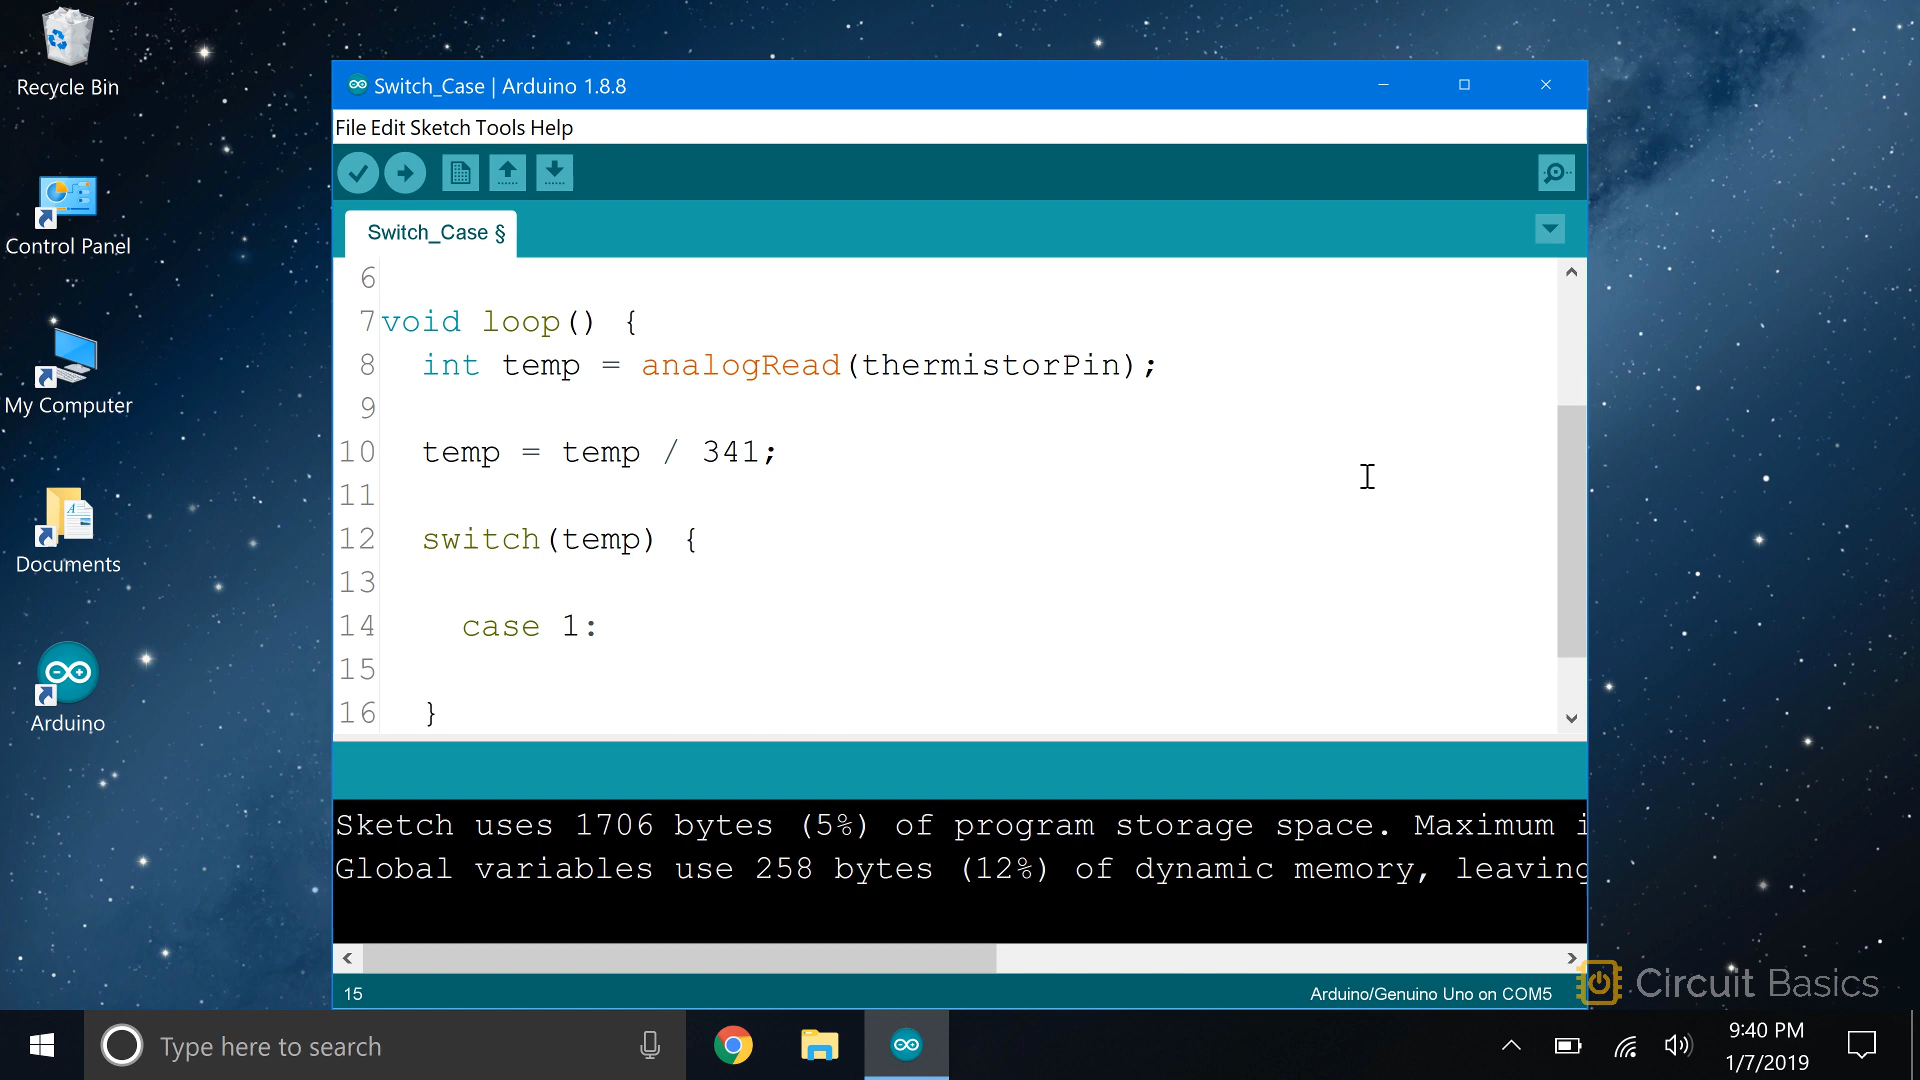 Recycle Bin
Control Panel
My Computer
Documents
Arduino
Switch_Case | Arduino 1.8.8
File Edit Sketch Tools Help
Switch_Case §
6
7 void loop() {
8 int temp = analogRead(thermistorPin);
9
10 temp = temp / 341;
11
12 switch(temp) {
13
14 case 1:
15
16 }
Sketch uses 1706 bytes (5%) of program storage space. Maximum i
Global variables use 258 bytes (12%) of dynamic memory, leaving
15
Arduino/Genuino Uno on COM5
Circuit Basics
Type here to search
9:40 PM
1/7/2019